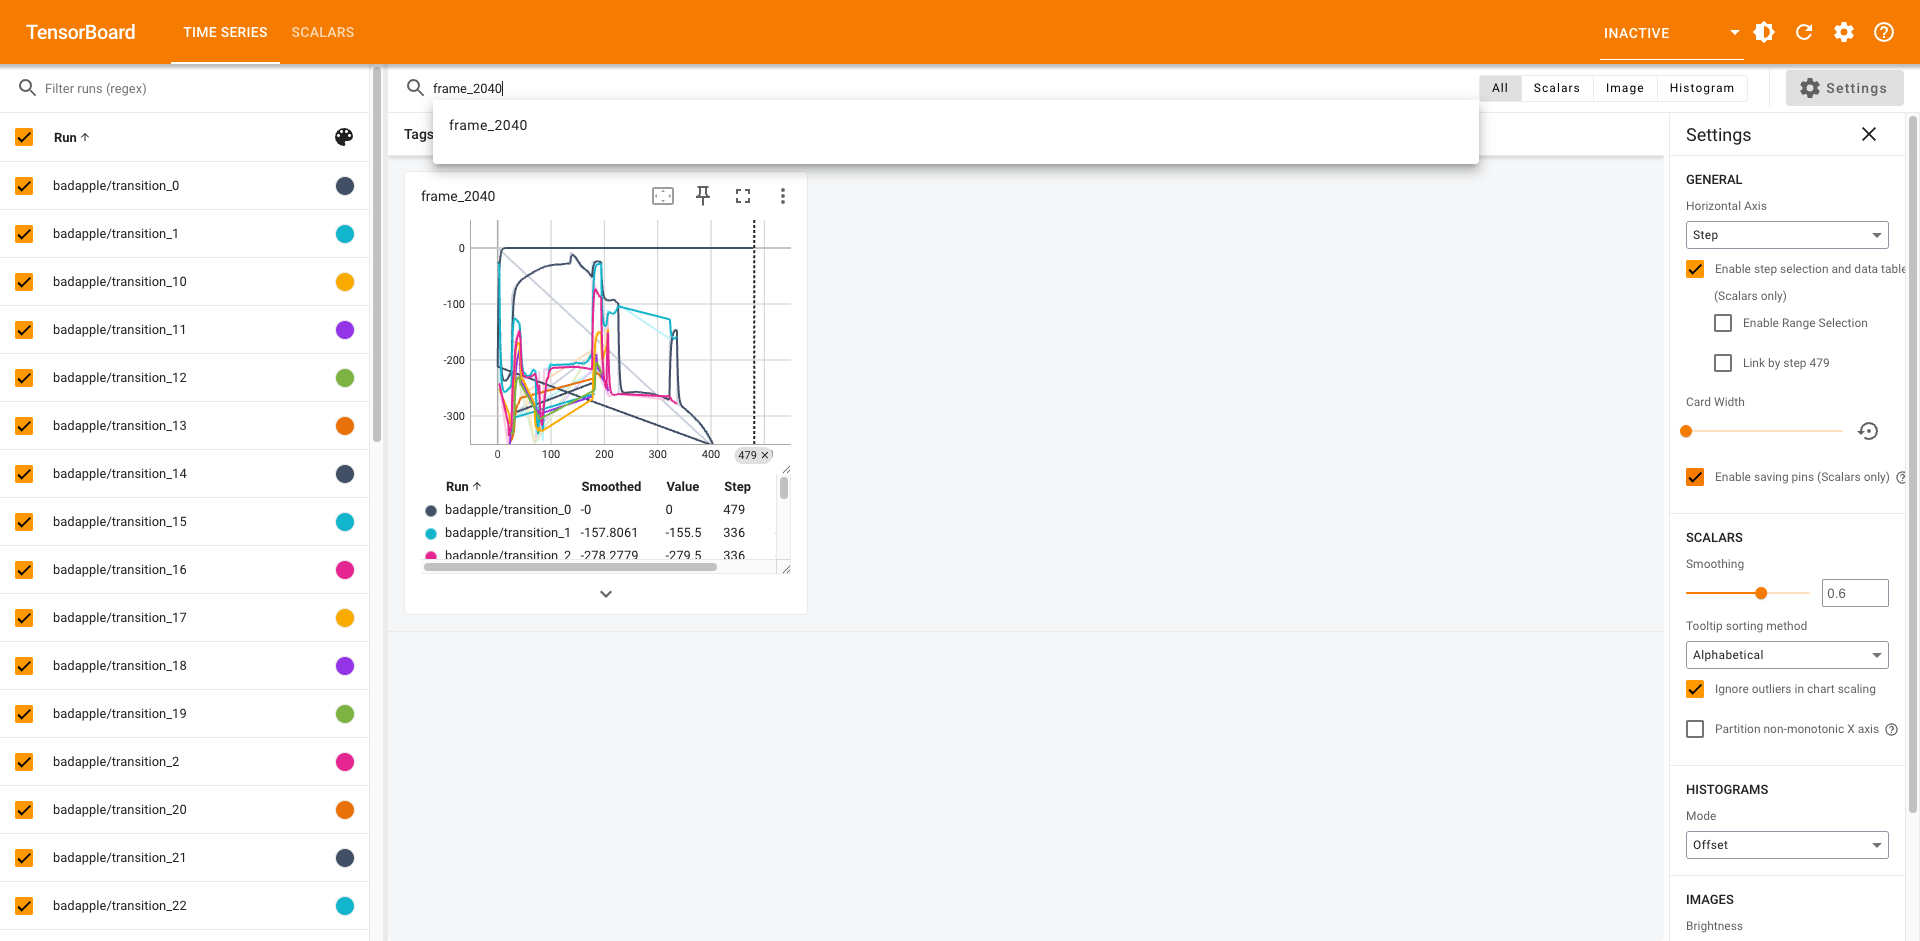 TensorBoard
TIME SERIES
SCALARS
INACTIVE
Filter runs (regex)
Run
badapple/transition_0
badapple/transition_1
badapple/transition_10
badapple/transition_11
badapple/transition_12
badapple/transition_13
badapple/transition_14
badapple/transition_15
badapple/transition_16
badapple/transition_17
badapple/transition_18
badapple/transition_19
badapple/transition_2
badapple/transition_20
badapple/transition_21
badapple/transition_22
frame_2040
frame_2040
All
Scalars
Image
Histogram
Settings
Tags
frame_2040
0
-100
-200
-300
0
100
200
300
400
479
Run Smoothed Value Step
badapple/transition_0 -0 0 479
badapple/transition_1 -157.8061 -155.5 336
badapple/transition_2 -278.2779 -279.5 336
Settings
GENERAL
Horizontal Axis
Step
Enable step selection and data table
(Scalars only)
Enable Range Selection
Link by step 479
Card Width
Enable saving pins (Scalars only)
SCALARS
Smoothing
0.6
Tooltip sorting method
Alphabetical
Ignore outliers in chart scaling
Partition non-monotonic X axis
HISTOGRAMS
Mode
Offset
IMAGES
Brightness